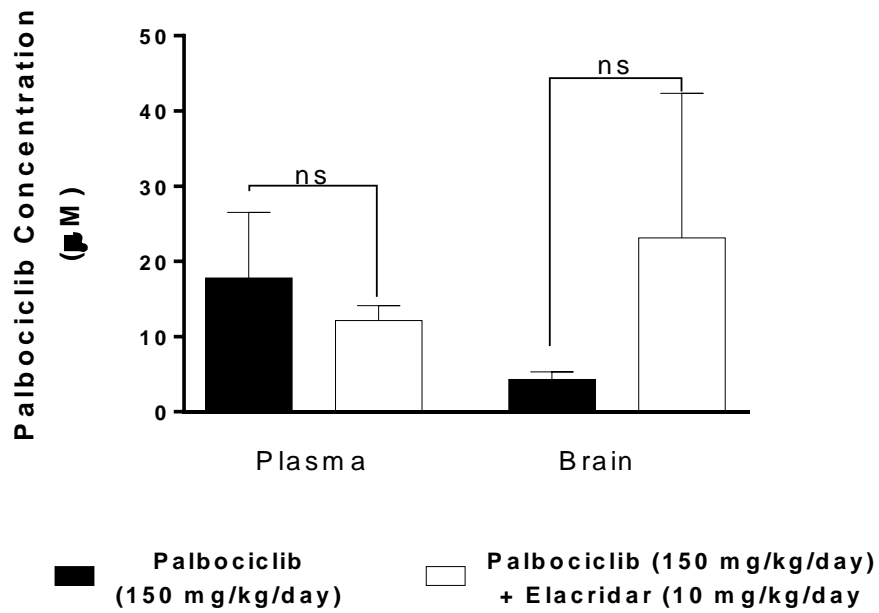 Palbociclib Concentration
(μM)
50
40
30
20
10
0
ns
ns
Plasma
Brain
Palbociclib
(150 mg/kg/day)
Palbociclib (150 mg/kg/day)
+ Elacridar (10 mg/kg/day